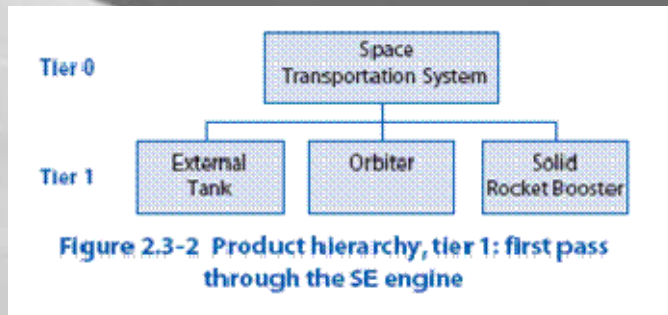 Tier 0
Space
Transportation System
Tier 1
External
Tank
Orbiter
Solid
Rocket Booster
Figure 2.3-2 Product hierarchy, tier 1: first pass
through the SE engine